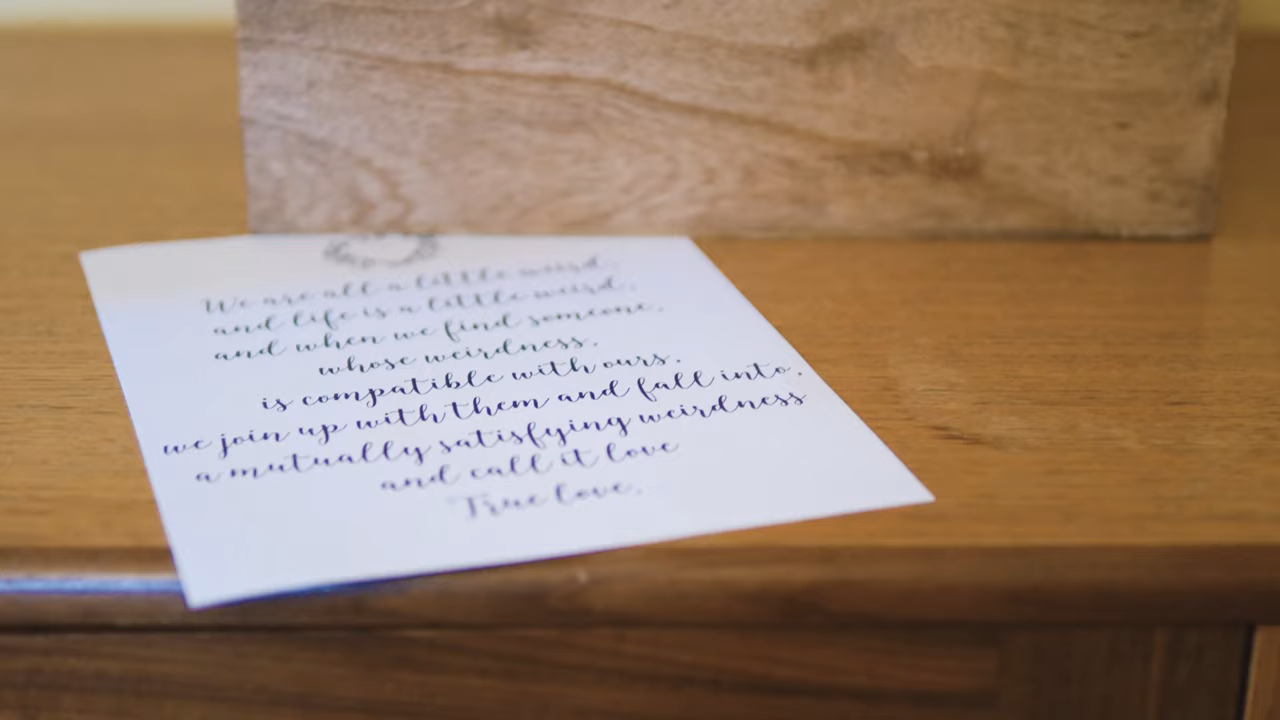 We are all a little weird,
and life is a little weird,
and when we find someone,
whose weirdness,
is compatible with ours,
we join up with them and fall into,
a mutually satisfying weirdness
and call it love
True love.